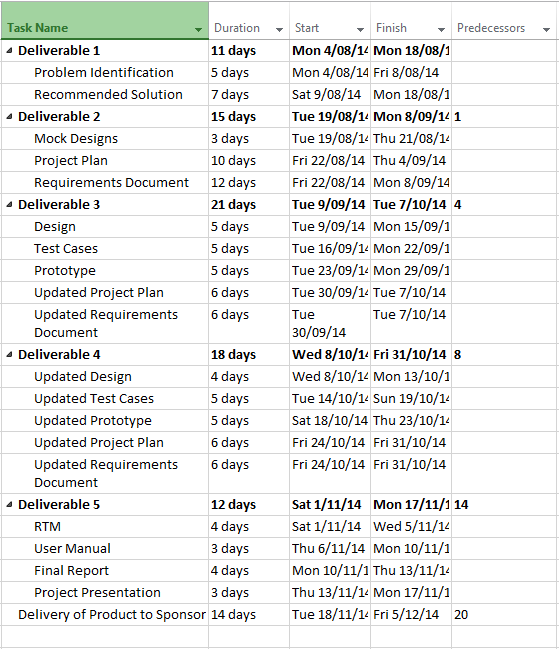 Task Name Duration Start Finish Predecessors
Deliverable 1 11 days Mon 4/08/14 Mon 18/08/1
Problem Identification 5 days Mon 4/08/14 Fri 8/08/14
Recommended Solution 7 days Sat 9/08/14 Mon 18/08/1
Deliverable 2 15 days Tue 19/08/14 Mon 8/09/14 1
Mock Designs 3 days Tue 19/08/14 Thu 21/08/14
Project Plan 10 days Fri 22/08/14 Thu 4/09/14
Requirements Document 12 days Fri 22/08/14 Mon 8/09/14
Deliverable 3 21 days Tue 9/09/14 Tue 7/10/14 4
Design 5 days Tue 9/09/14 Mon 15/09/1
Test Cases 5 days Tue 16/09/14 Mon 22/09/1
Prototype 5 days Tue 23/09/14 Mon 29/09/1
Updated Project Plan 6 days Tue 30/09/14 Tue 7/10/14
Updated Requirements 6 days Tue Tue 7/10/14
Document 30/09/14
Deliverable 4 18 days Wed 8/10/14 Fri 31/10/14 8
Updated Design 4 days Wed 8/10/14 Mon 13/10/1
Updated Test Cases 5 days Tue 14/10/14 Sun 19/10/14
Updated Prototype 5 days Sat 18/10/14 Thu 23/10/14
Updated Project Plan 6 days Fri 24/10/14 Fri 31/10/14
Updated Requirements 6 days Fri 24/10/14 Fri 31/10/14
Document
Deliverable 5 12 days Sat 1/11/14 Mon 17/11/1 14
RTM 4 days Sat 1/11/14 Wed 5/11/14
User Manual 3 days Thu 6/11/14 Mon 10/11/1
Final Report 4 days Mon 10/11/1 Thu 13/11/14
Project Presentation 3 days Thu 13/11/14 Mon 17/11/1
Delivery of Product to Sponsor 14 days Tue 18/11/14 Fri 5/12/14 20